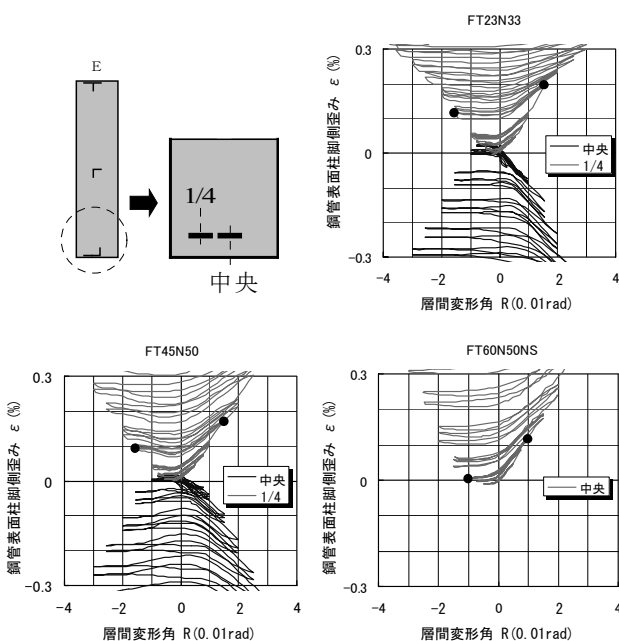 E
1/4
中央
FT23N33
鋼管表面柱脚側歪み ε(%)
0.3
0
-0.3
中央
1/4
-4 -2 0 2 4
層間変形角 R(0.01rad)
FT45N50
鋼管表面柱脚側歪み ε(%)
0.3
0
-0.3
中央
1/4
-4 -2 0 2 4
層間変形角 R(0.01rad)
FT60N50NS
鋼管表面柱脚側歪み ε(%)
0.3
0
-0.3
中央
-4 -2 0 2 4
層間変形角 R(0.01rad)